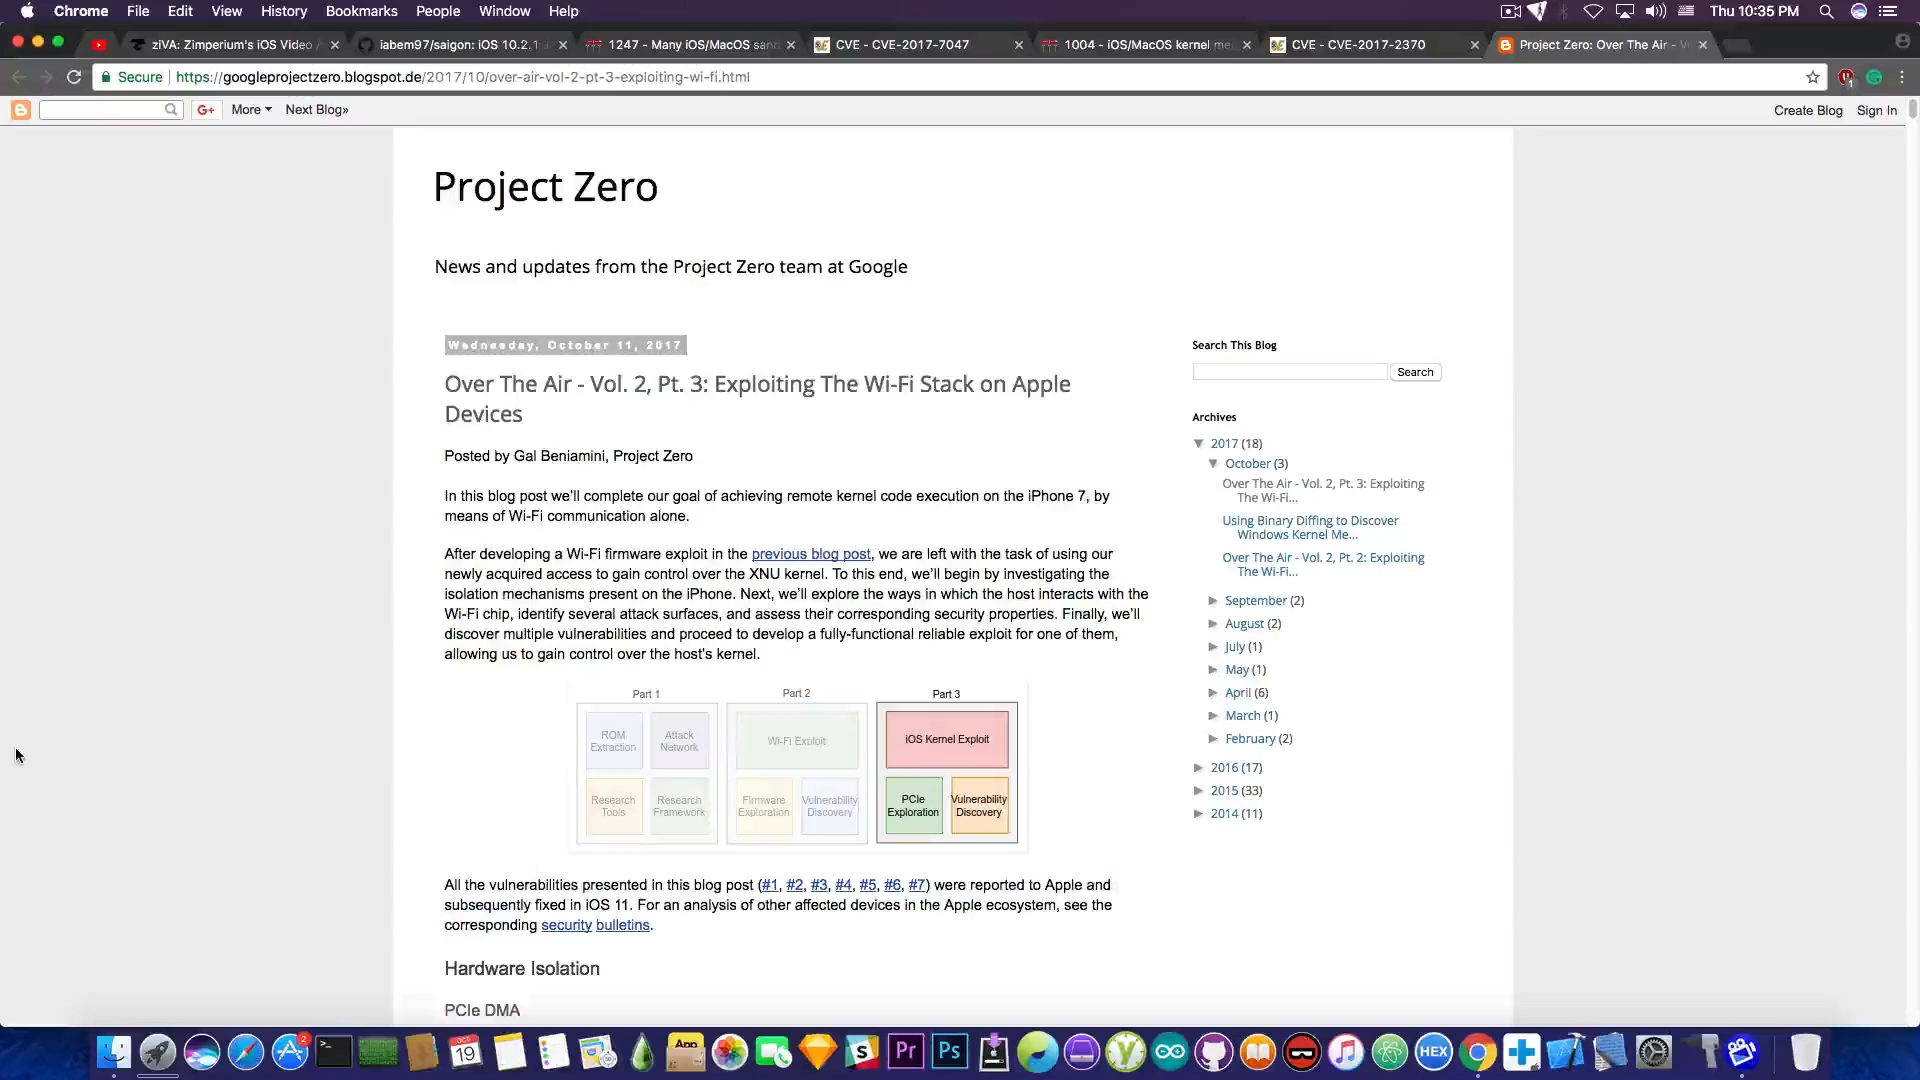 Chrome File Edit View History Bookmarks People Window Help Thu 10:35 PM
ziVA: Zimperium's iOS Video iabem97/saigon: iOS 10.2.1 1247 - Many iOS/MacOS san CVE - CVE-2017-7047 1004 - iOS/MacOS kernel me CVE - CVE-2017-2370 Project Zero: Over The Air - V
Secure https://googleprojectzero.blogspot.de/2017/10/over-air-vol-2-pt-3-exploiting-wi-fi.html
G+ More Next Blog» Create Blog Sign In
Project Zero
News and updates from the Project Zero team at Google
Wednesday, October 11, 2017
Over The Air - Vol. 2, Pt. 3: Exploiting The Wi-Fi Stack on Apple
Devices
Posted by Gal Beniamini, Project Zero
In this blog post we'll complete our goal of achieving remote kernel code execution on the iPhone 7, by
means of Wi-Fi communication alone.
After developing a Wi-Fi firmware exploit in the previous blog post, we are left with the task of using our
newly acquired access to gain control over the XNU kernel. To this end, we'll begin by investigating the
isolation mechanisms present on the iPhone. Next, we'll explore the ways in which the host interacts with the
Wi-Fi chip, identify several attack surfaces, and assess their corresponding security properties. Finally, we'll
discover multiple vulnerabilities and proceed to develop a fully-functional reliable exploit for one of them,
allowing us to gain control over the host's kernel.
Part 1 Part 2 Part 3
ROM
Extraction
Attack
Network
Wi-Fi Exploit
iOS Kernel Exploit
Research
Tools
Research
Framework
Firmware
Exploration
Vulnerability
Discovery
PCIe
Exploration
Vulnerability
Discovery
All the vulnerabilities presented in this blog post (#1, #2, #3, #4, #5, #6, #7) were reported to Apple and
subsequently fixed in iOS 11. For an analysis of other affected devices in the Apple ecosystem, see the
corresponding security bulletins.
Hardware Isolation
PCIe DMA
Search This Blog
Search
Archives
▼ 2017 (18)
▼ October (3)
Over The Air - Vol. 2, Pt. 3: Exploiting
The Wi-Fi...
Using Binary Diffing to Discover
Windows Kernel Me...
Over The Air - Vol. 2, Pt. 2: Exploiting
The Wi-Fi...
► September (2)
► August (2)
► July (1)
► May (1)
► April (6)
► March (1)
► February (2)
► 2016 (17)
► 2015 (33)
► 2014 (11)
2 >_ OCT 19 App S Pr Ps HEX